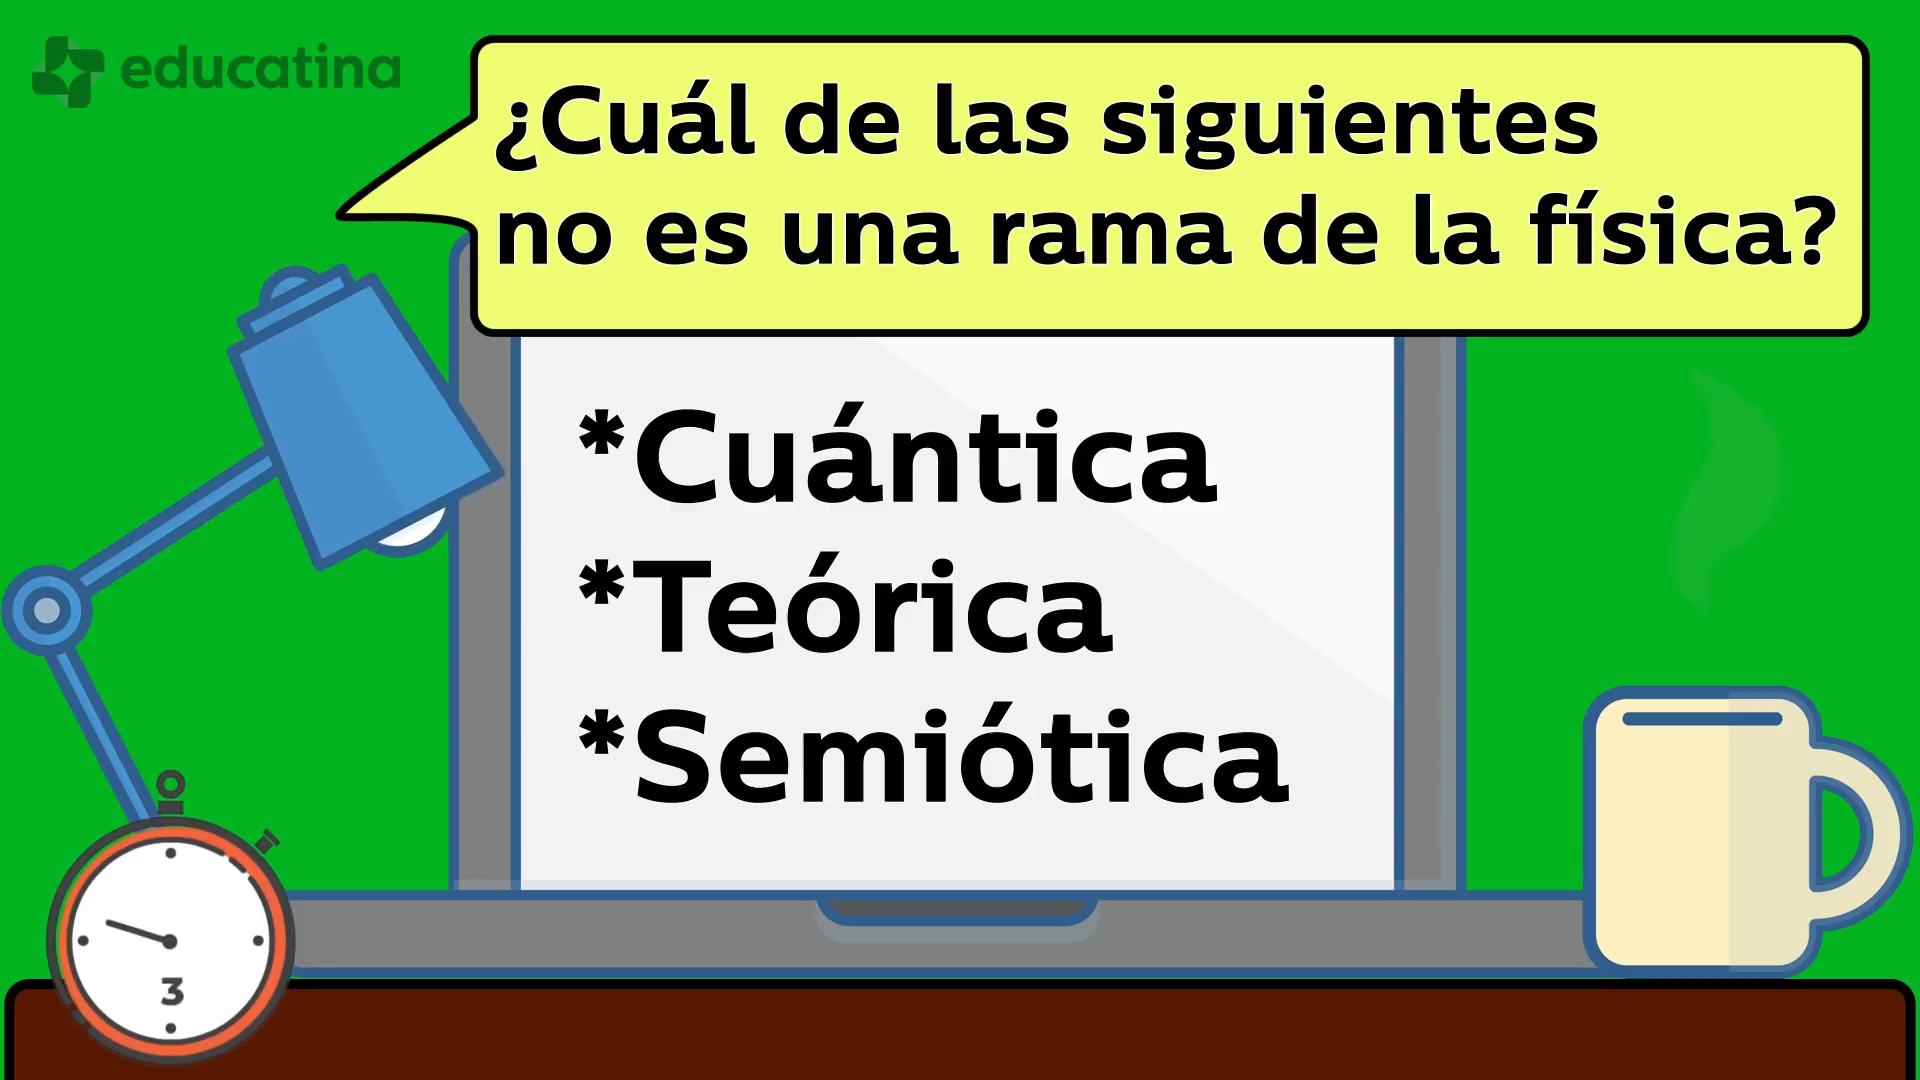 educatina
¿Cuál de las siguientes
no es una rama de la física?
*Cuántica
*Teórica
*Semiótica
3